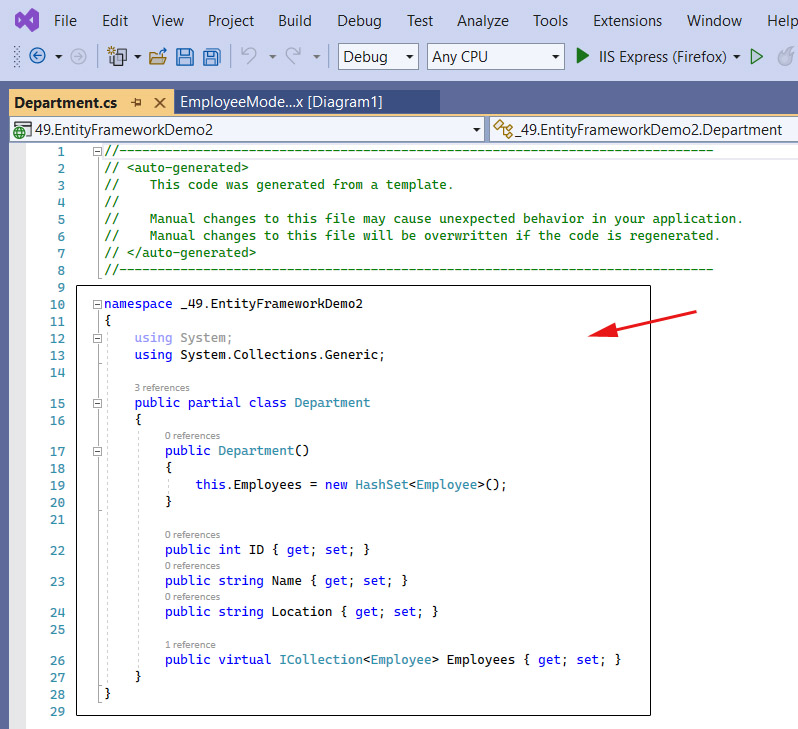 File Edit View Project Build Debug Test Analyze Tools Extensions Window Help
Debug Any CPU IIS Express (Firefox)
Department.cs EmployeeMode...x [Diagram1]
49.EntityFrameworkDemo2 _49.EntityFrameworkDemo2.Department
1 //------------------------------------------------------------------------------
2 // <auto-generated>
3 //    This code was generated from a template.
4 //
5 //    Manual changes to this file may cause unexpected behavior in your application.
6 //    Manual changes to this file will be overwritten if the code is regenerated.
7 // </auto-generated>
8 //------------------------------------------------------------------------------
9
10 namespace _49.EntityFrameworkDemo2
11 {
12     using System;
13     using System.Collections.Generic;
14
3 references
15     public partial class Department
16     {
0 references
17         public Department()
18         {
19             this.Employees = new HashSet<Employee>();
20         }
21
0 references
22         public int ID { get; set; }
0 references
23         public string Name { get; set; }
0 references
24         public string Location { get; set; }
25
1 reference
26         public virtual ICollection<Employee> Employees { get; set; }
27     }
28 }
29